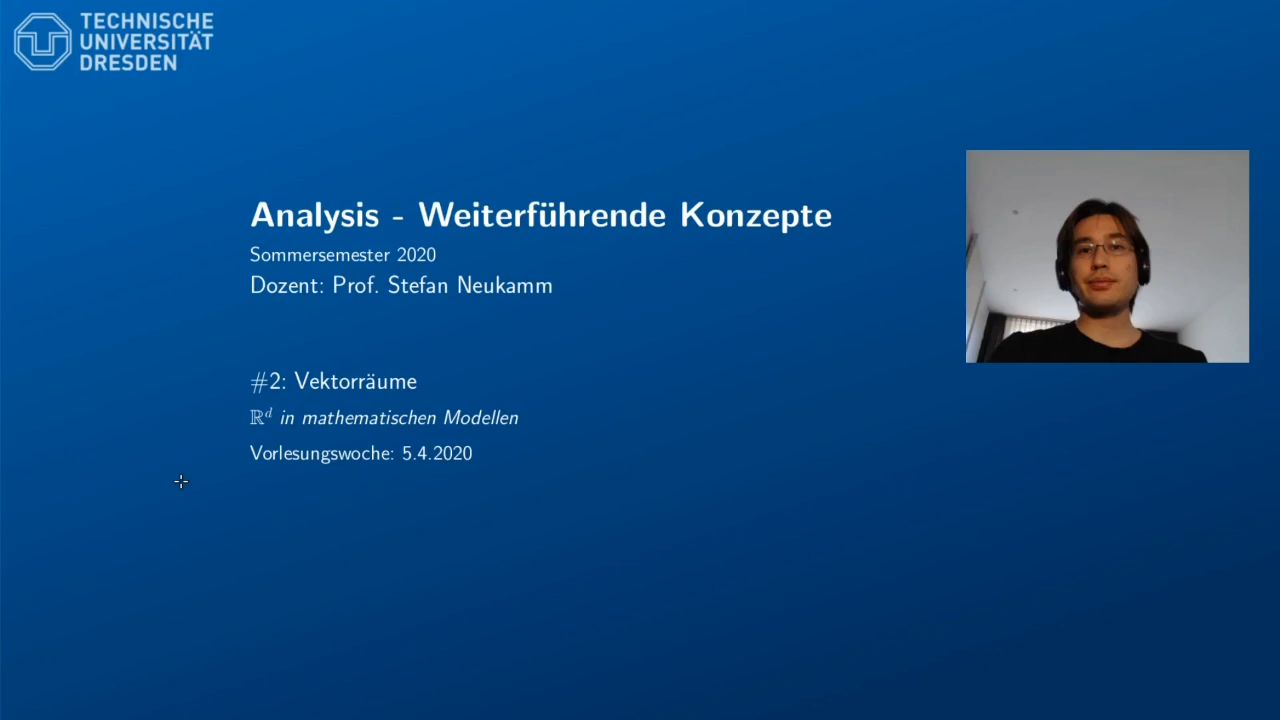 TECHNISCHE
UNIVERSITÄT
DRESDEN
Analysis - Weiterführende Konzepte
Sommersemester 2020
Dozent: Prof. Stefan Neukamm
#2: Vektorräume
ℝᵈ in mathematischen Modellen
Vorlesungswoche: 5.4.2020